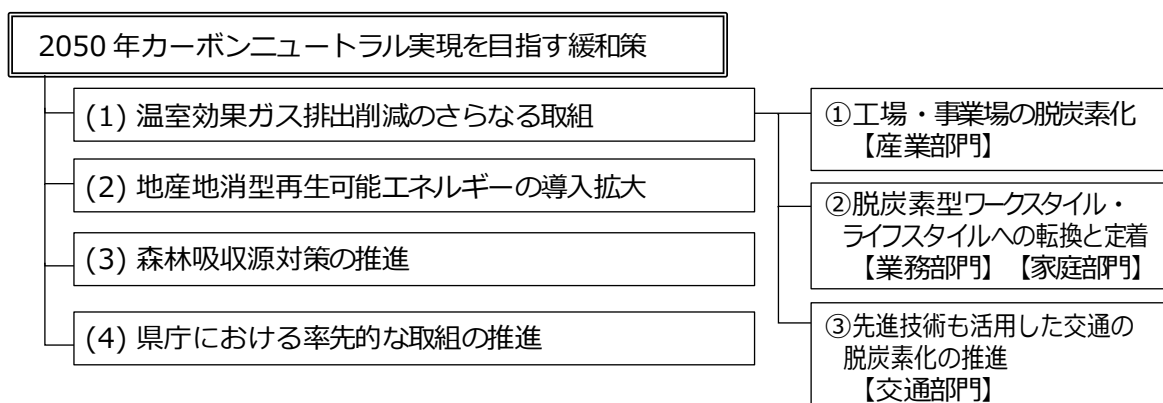 2050 年カーボンニュートラル実現を目指す緩和策
(1) 温室効果ガス排出削減のさらなる取組
(2) 地産地消型再生可能エネルギーの導入拡大
(3) 森林吸収源対策の推進
(4) 県庁における率先的な取組の推進
①工場・事業場の脱炭素化
【産業部門】
②脱炭素型ワークスタイル・
ライフスタイルへの転換と定着
【業務部門】【家庭部門】
③先進技術も活用した交通の
脱炭素化の推進
【交通部門】